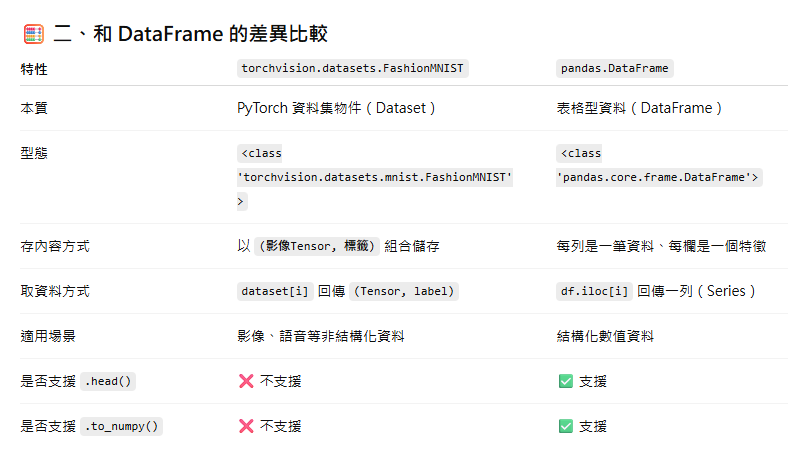 🧮 二、和 DataFrame 的差異比較
特性 torchvision.datasets.FashionMNIST pandas.DataFrame
本質 PyTorch 資料集物件（Dataset） 表格型資料（DataFrame）
型態 <class 'torchvision.datasets.mnist.FashionMNIST'> <class 'pandas.core.frame.DataFrame'>
存內容方式 以 (影像Tensor, 標籤) 組合儲存 每列是一筆資料、每欄是一個特徵
取資料方式 dataset[i] 回傳 (Tensor, label) df.iloc[i] 回傳一列（Series）
適用場景 影像、語音等非結構化資料 結構化數值資料
是否支援 .head() ❌ 不支援 ✅ 支援
是否支援 .to_numpy() ❌ 不支援 ✅ 支援